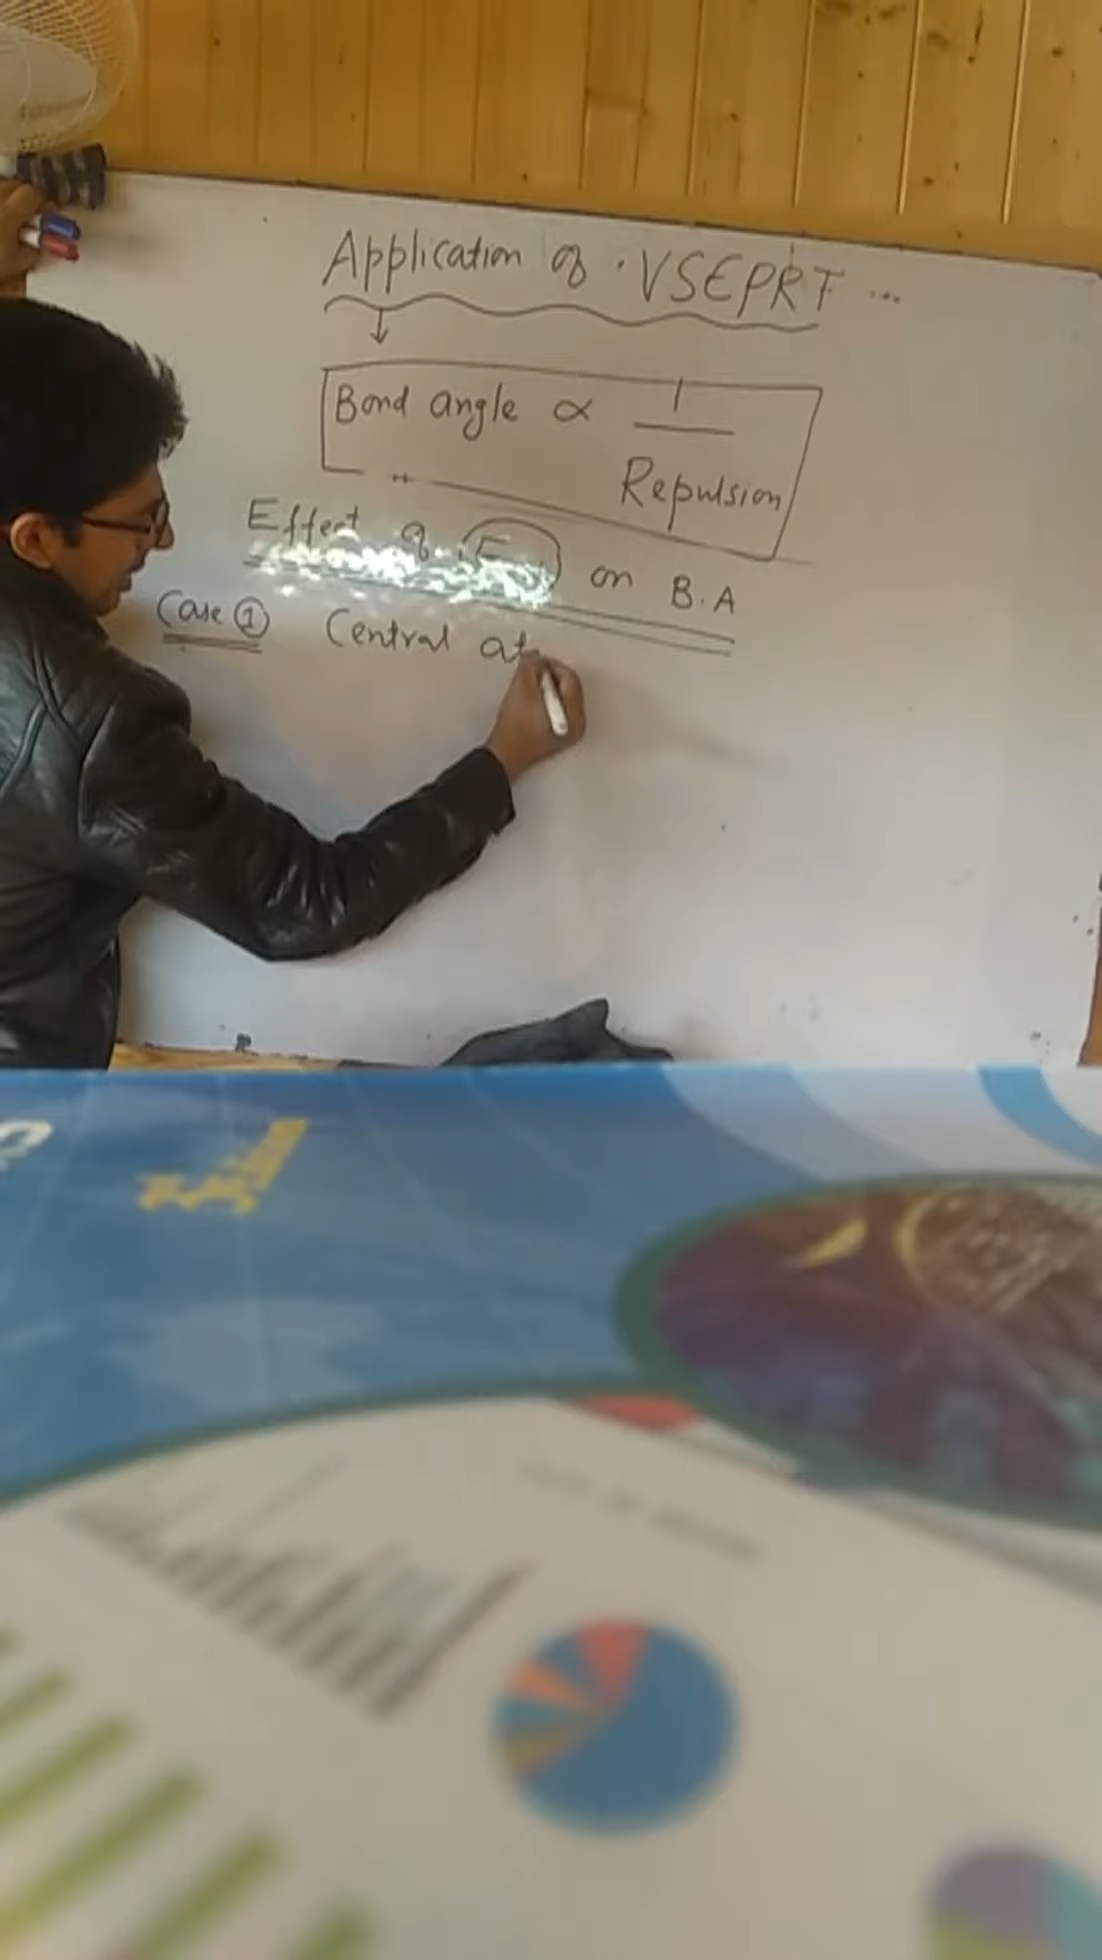 Application of . VSEPRT ...
Bond angle ∝ 1
Repulsion
Effect of on B.A
Case ① Central at